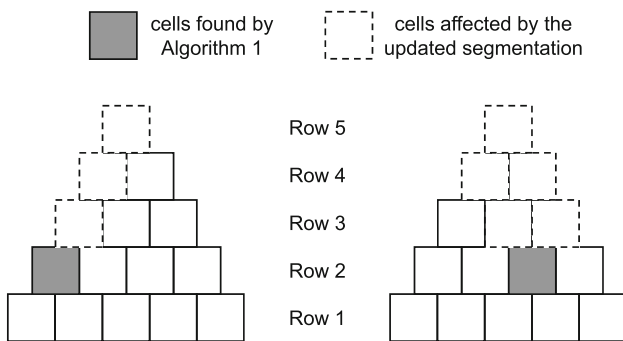 cells found by
Algorithm 1
cells affected by the
updated segmentation
Row 5
Row 4
Row 3
Row 2
Row 1